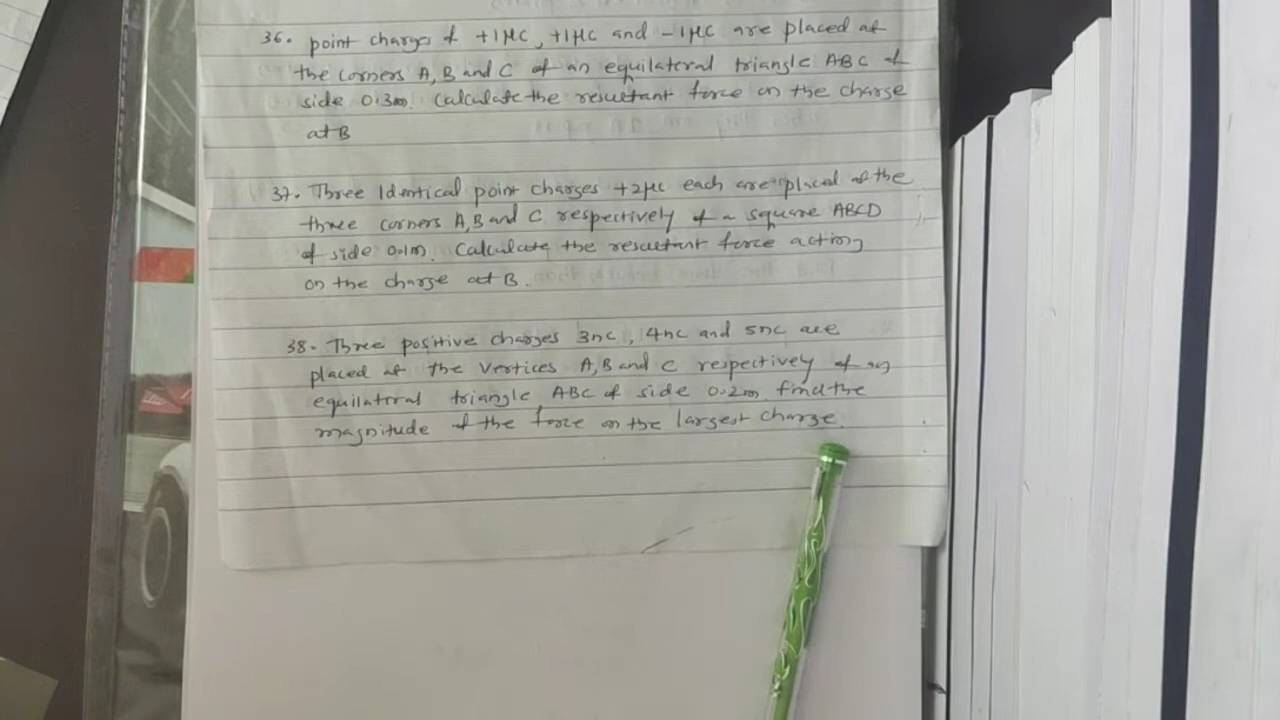 36. point charges of +1μC, +1μC and -1μC are placed at
the corners A, B and C of an equilateral triangle ABC of
side 0.3m. Calculate the resultant force on the charge
at B
37. Three Identical point charges +2μc each are placed at the
three corners A, B and C respectively of a square ABCD
of side 0.1m. Calculate the resultant force acting
on the charge at B.
38. Three positive charges 3nc, 4nc and 5nc are
placed at the vertices A, B and C respectively of an
equilateral triangle ABC of side 0.2m find the
magnitude of the force on the largest charge.